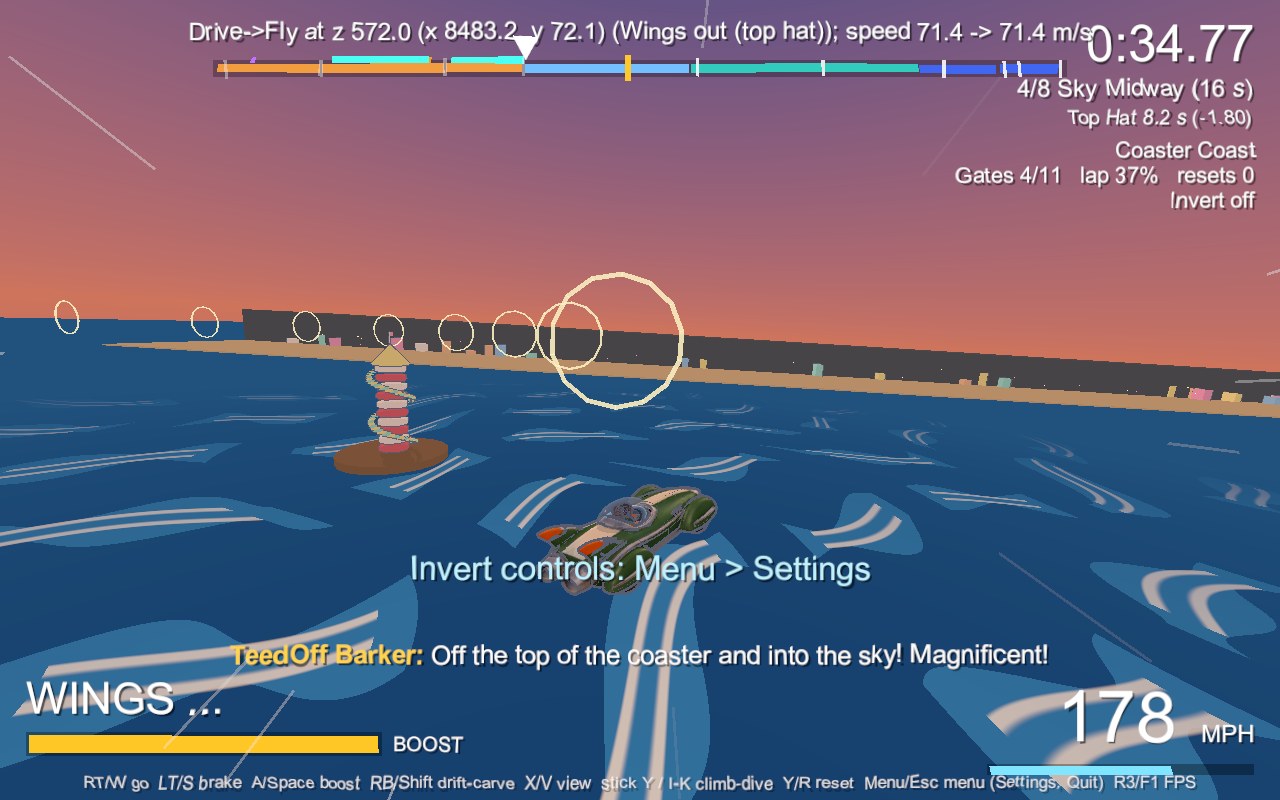 Drive->Fly at z 572.0 (x 8483.2, y 72.1) (Wings out (top hat)); speed 71.4 -> 71.4 m/s
0:34.77
4/8 Sky Midway (16 s)
Top Hat 8.2 s (-1.80)
Coaster Coast
Gates 4/11 lap 37% resets 0
Invert off
Invert controls: Menu > Settings
TeedOff Barker: Off the top of the coaster and into the sky! Magnificent!
WINGS ...
BOOST
178 MPH
RT/W go LT/S brake A/Space boost RB/Shift drift-carve X/V view stick Y / I-K climb-dive Y/R reset Menu/Esc menu (Settings, Quit) R3/F1 FPS